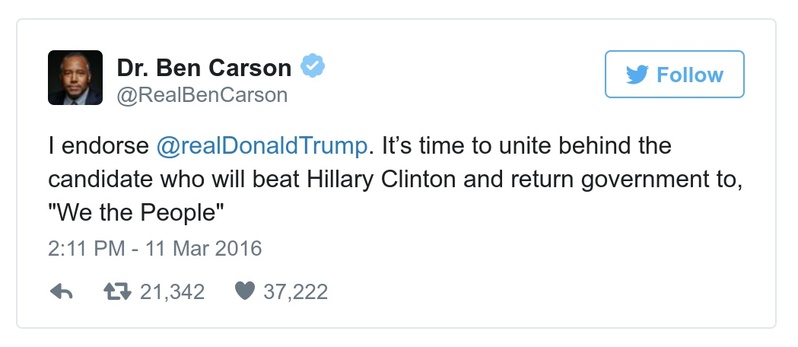 Dr. Ben Carson
@RealBenCarson
Follow
I endorse @realDonaldTrump. It’s time to unite behind the
candidate who will beat Hillary Clinton and return government to,
"We the People"
2:11 PM - 11 Mar 2016
21,342 37,222